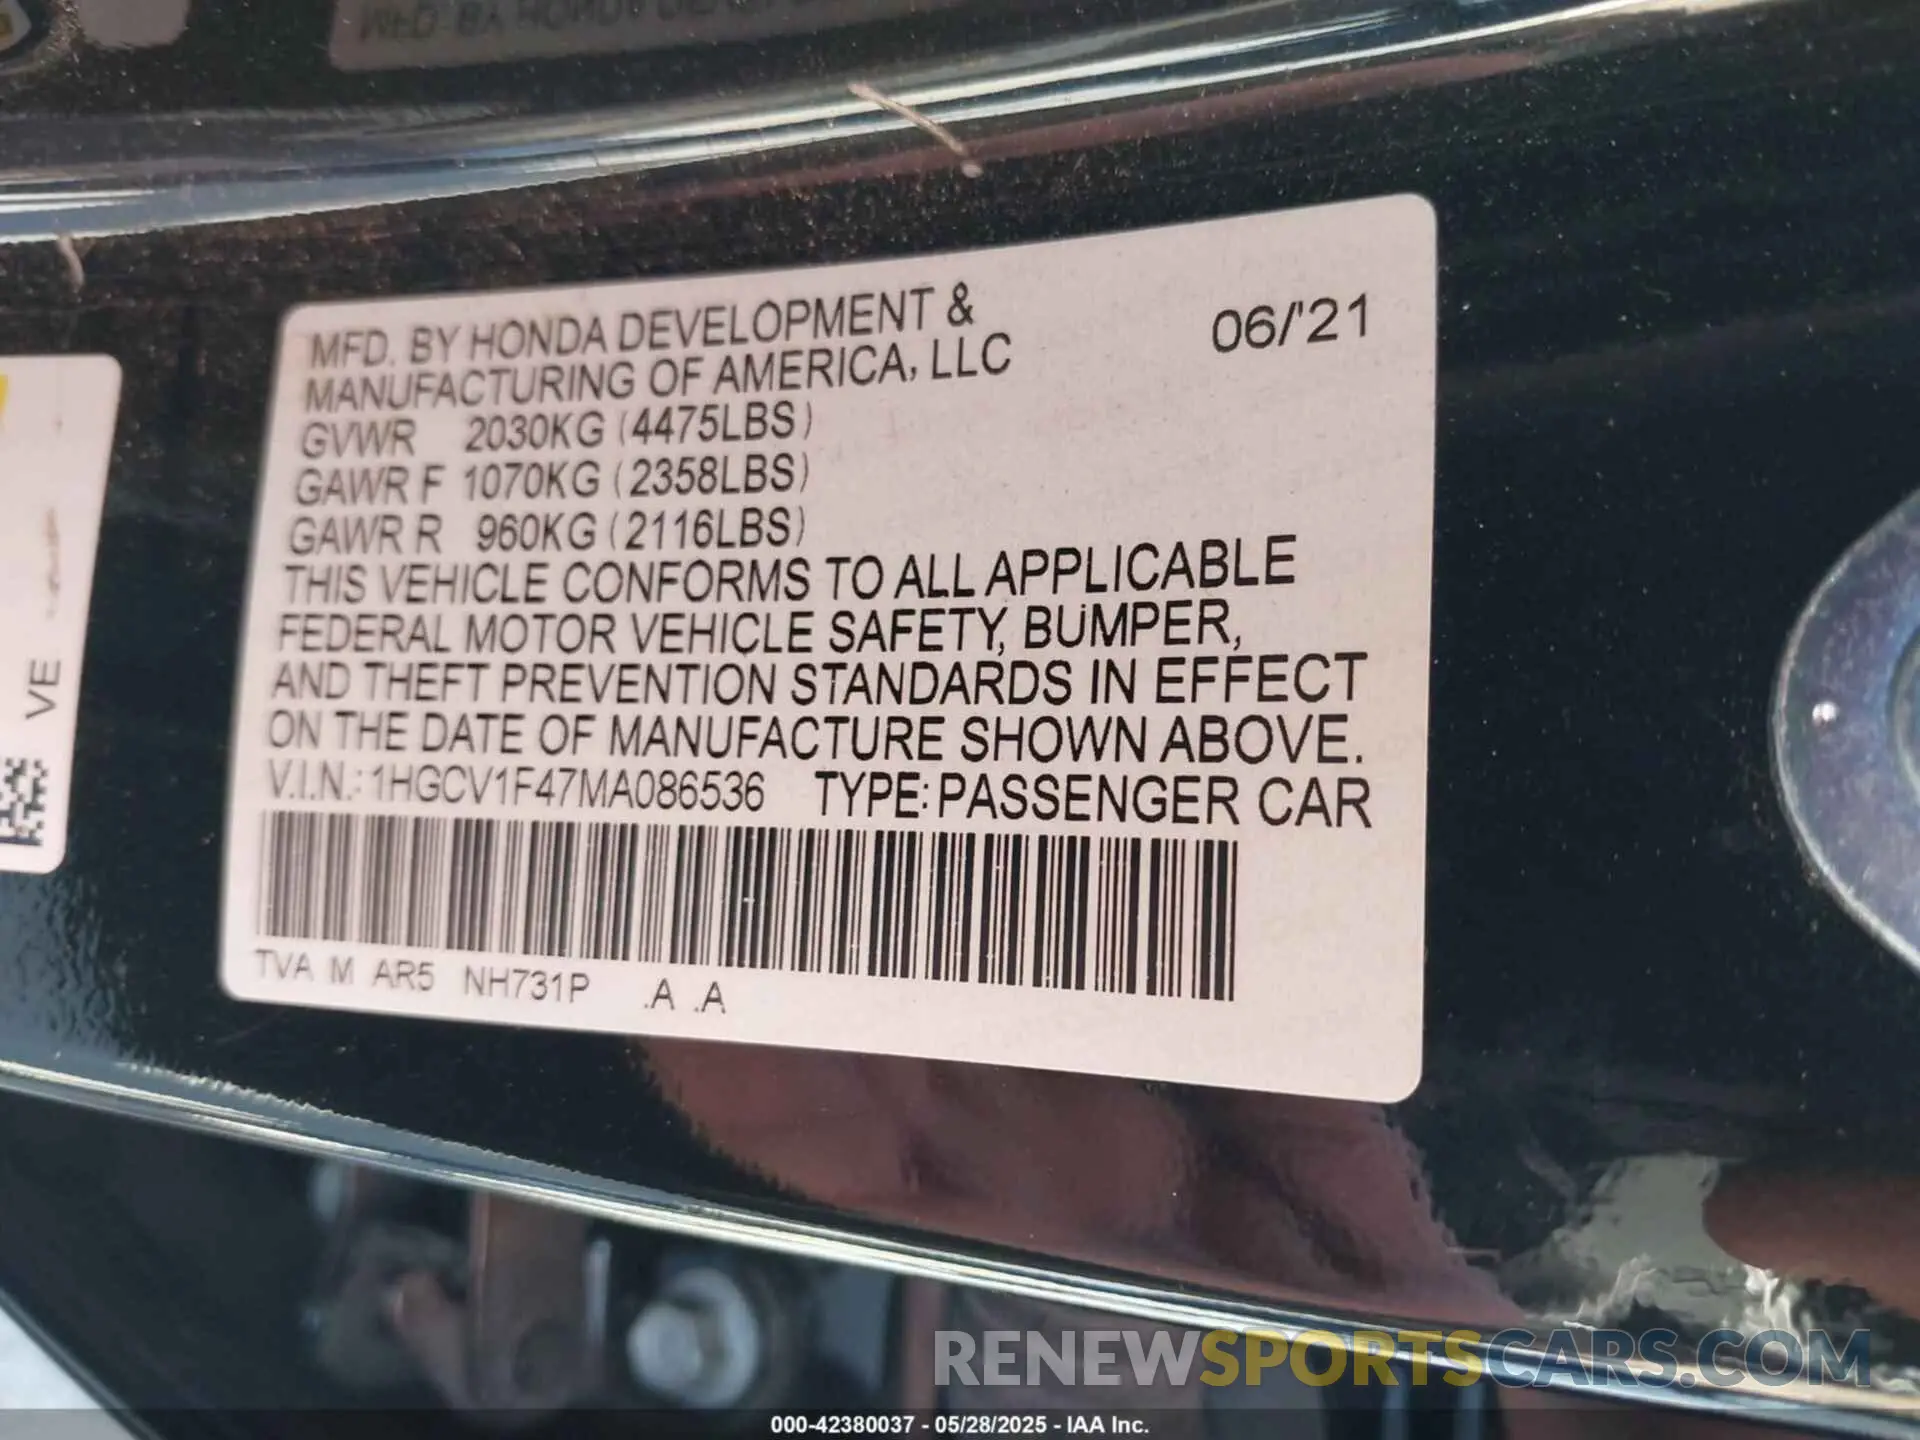 MFD. BY HONDA DEVELOPMENT &
MANUFACTURING OF AMERICA, LLC
06/'21
GVWR 2030KG (4475LBS)
GAWR F 1070KG (2358LBS)
GAWR R 960KG (2116LBS)
THIS VEHICLE CONFORMS TO ALL APPLICABLE
FEDERAL MOTOR VEHICLE SAFETY, BUMPER,
AND THEFT PREVENTION STANDARDS IN EFFECT
ON THE DATE OF MANUFACTURE SHOWN ABOVE.
V.I.N.: 1HGCV1F47MA086536 TYPE: PASSENGER CAR
TVA M AR5 NH731P .A .A
VE
RENEWSPORTSCARS.COM
000-42380037 - 05/28/2025 - IAA Inc.